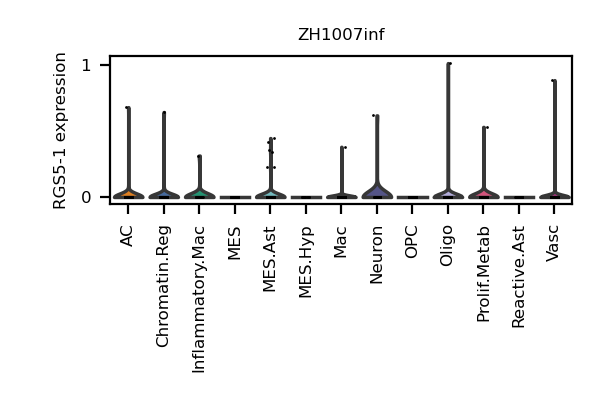 ZH1007inf
RGS5-1 expression
1
0
AC
Chromatin.Reg
Inflammatory.Mac
MES
MES.Ast
MES.Hyp
Mac
Neuron
OPC
Oligo
Prolif.Metab
Reactive.Ast
Vasc